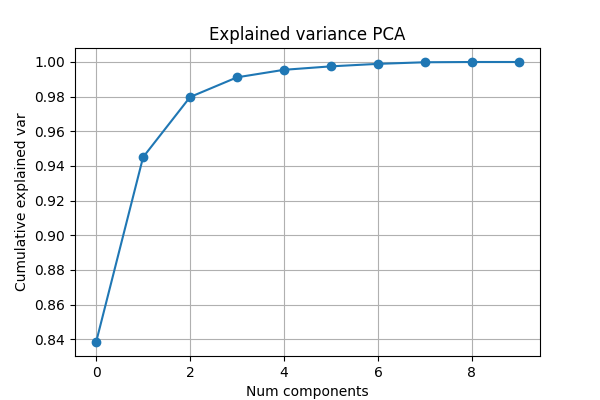 Explained variance PCA
1.00
0.98
0.96
0.94
0.92
0.90
0.88
0.86
0.84
Cumulative explained var
0 2 4 6 8
Num components